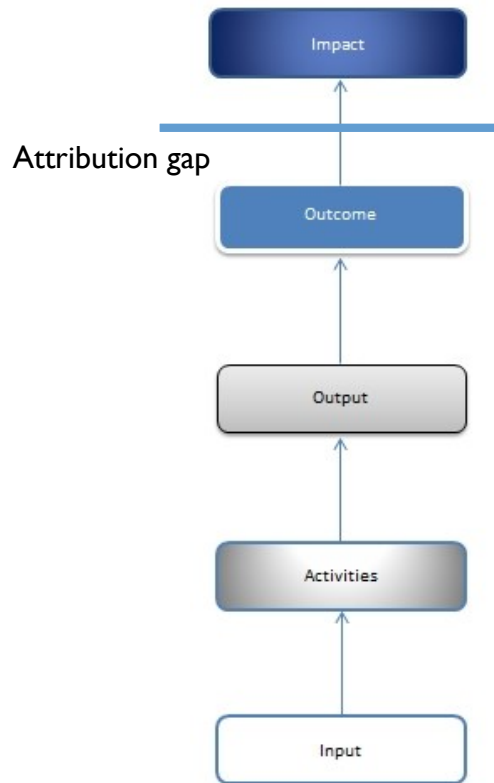 Impact
Attribution gap
Outcome
Output
Activities
Input